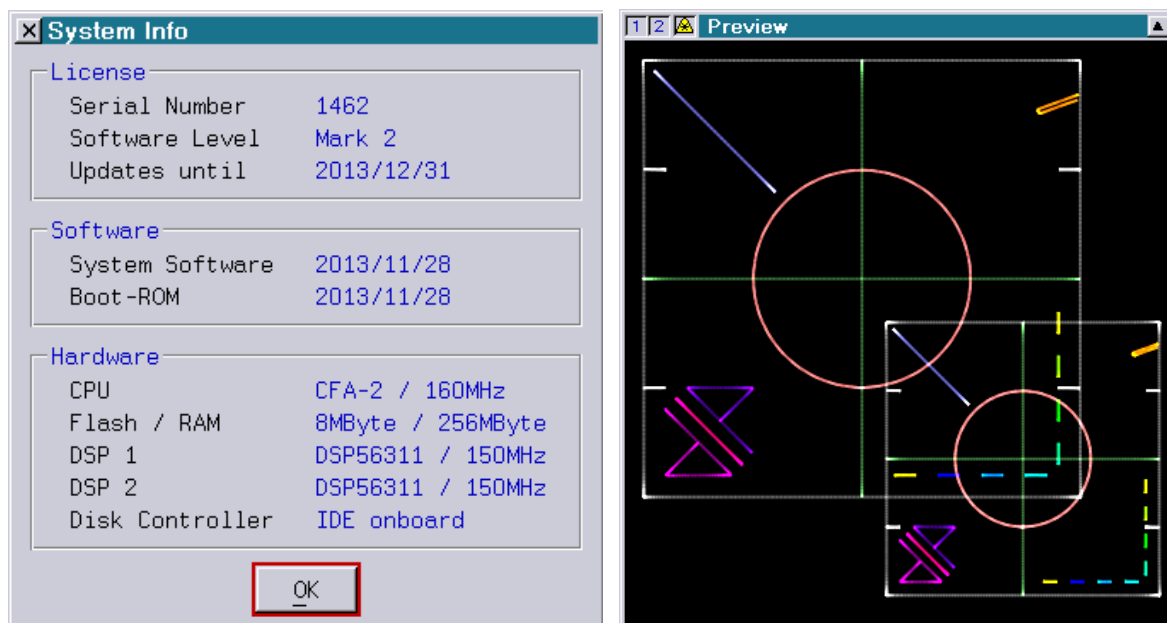 System Info
License
Serial Number 1462
Software Level Mark 2
Updates until 2013/12/31
Software
System Software 2013/11/28
Boot-ROM 2013/11/28
Hardware
CPU CFA-2 / 160MHz
Flash / RAM 8MByte / 256MByte
DSP 1 DSP56311 / 150MHz
DSP 2 DSP56311 / 150MHz
Disk Controller IDE onboard
OK
1 2 Preview